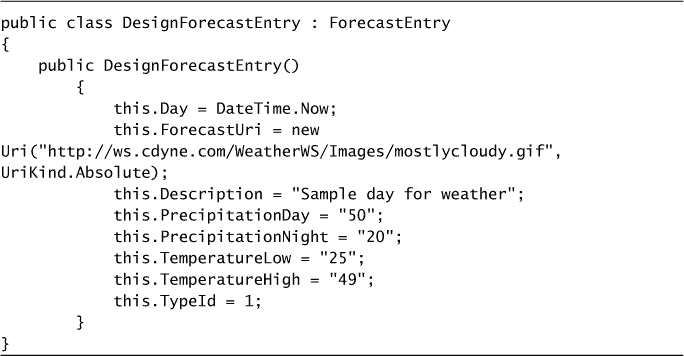 public class DesignForecastEntry : ForecastEntry
{
    public DesignForecastEntry()
        {
            this.Day = DateTime.Now;
            this.ForecastUri = new
Uri("http://ws.cdyne.com/WeatherWS/Images/mostlycloudy.gif",
UriKind.Absolute);
            this.Description = "Sample day for weather";
            this.PrecipitationDay = "50";
            this.PrecipitationNight = "20";
            this.TemperatureLow = "25";
            this.TemperatureHigh = "49";
            this.TypeId = 1;
        }
}